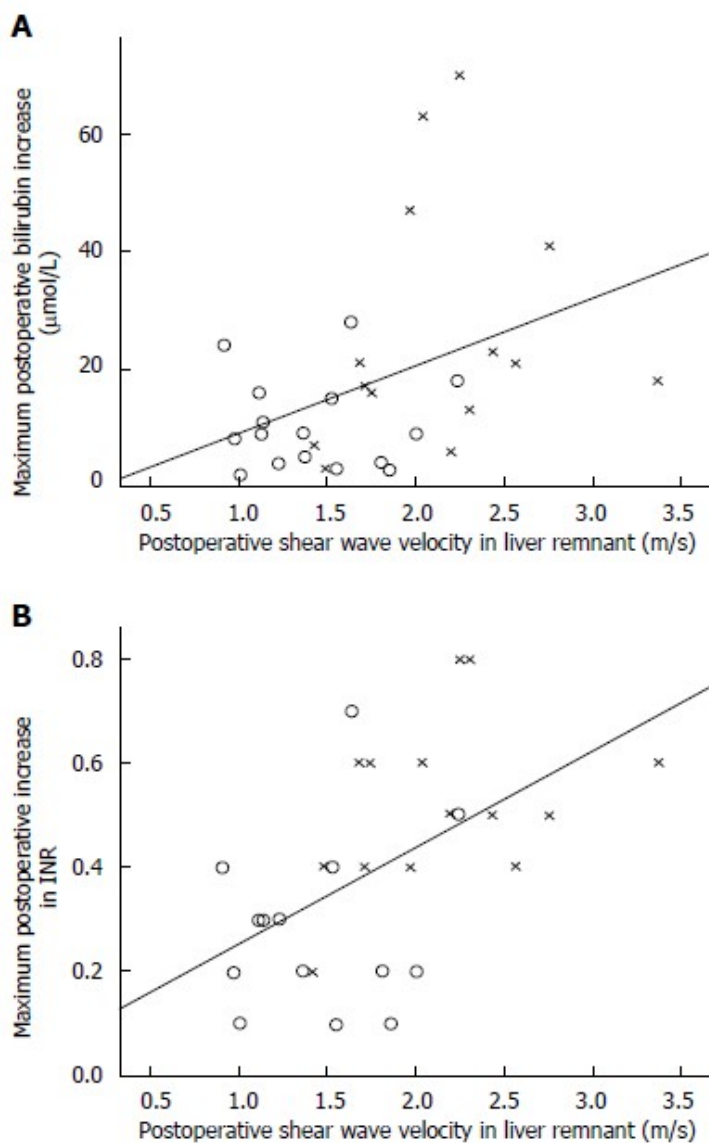 A
Maximum postoperative bilirubin increase
(μmol/L)
60
40
20
0
0.5 1.0 1.5 2.0 2.5 3.0 3.5
Postoperative shear wave velocity in liver remnant (m/s)
B
Maximum postoperative increase
in INR
0.8
0.6
0.4
0.2
0.0
0.5 1.0 1.5 2.0 2.5 3.0 3.5
Postoperative shear wave velocity in liver remnant (m/s)